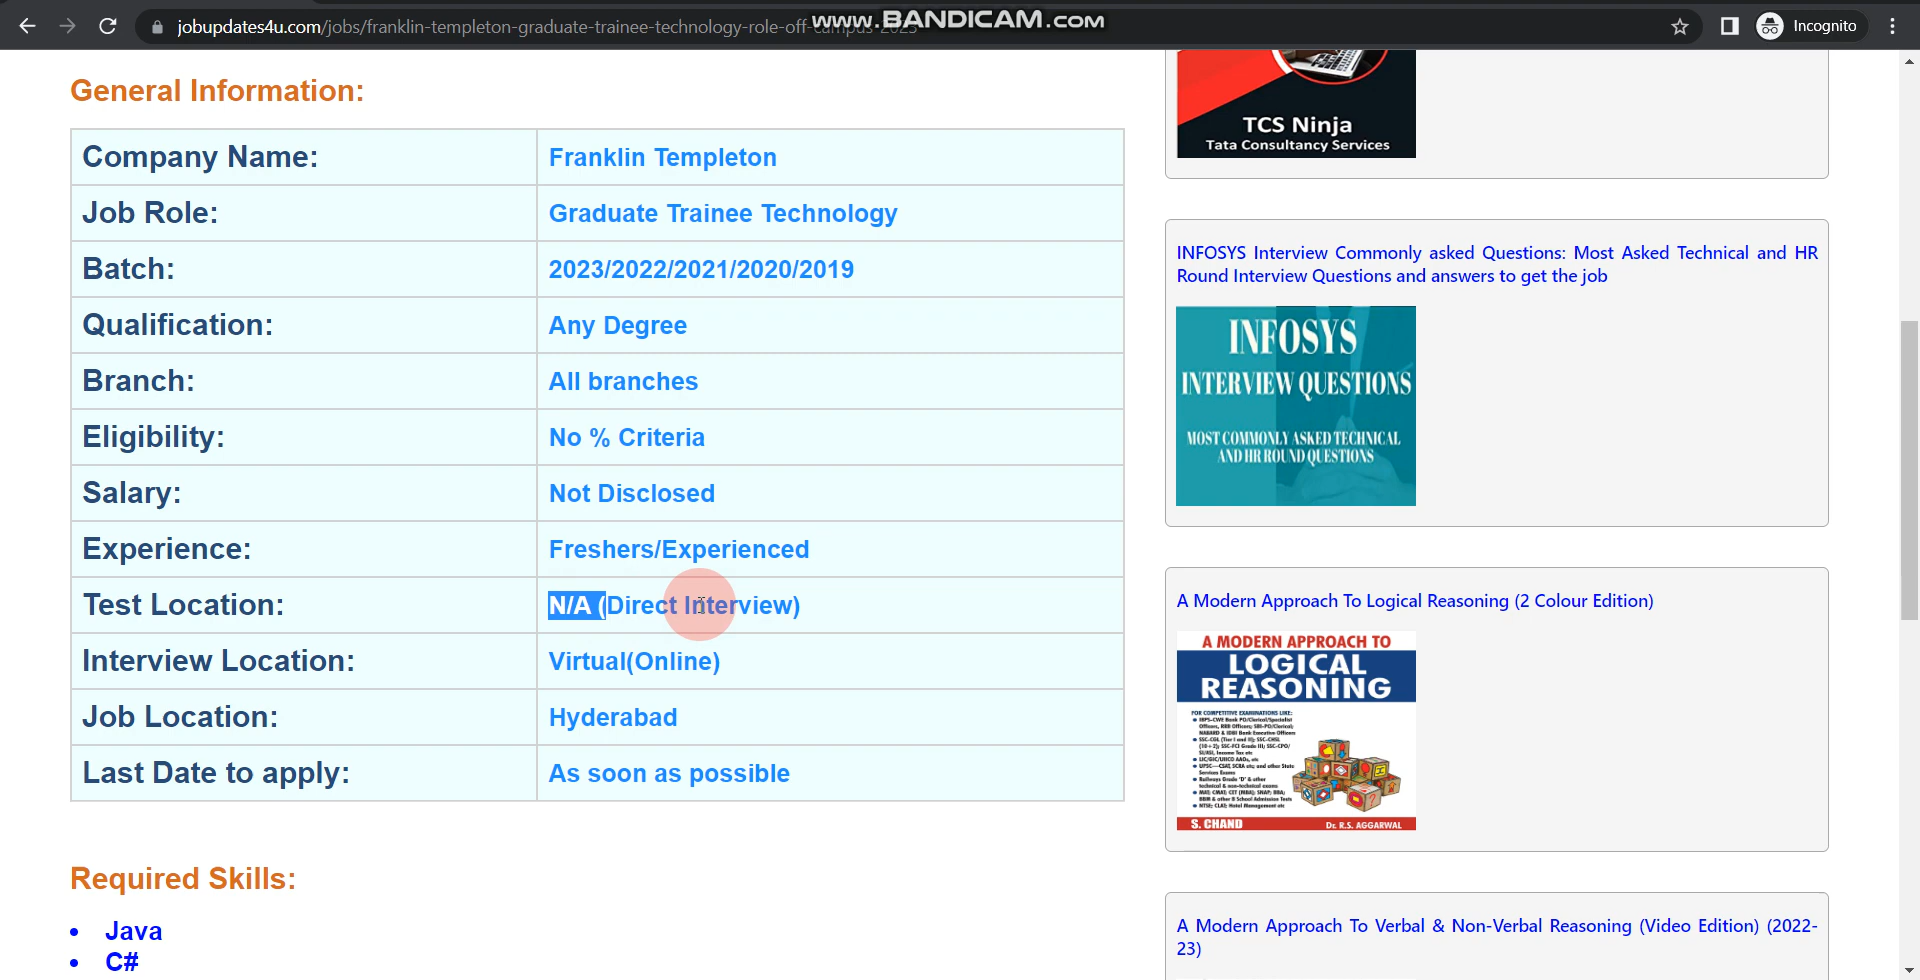 jobupdates4u.com/jobs/franklin-templeton-graduate-trainee-technology-role-off-campus-2023
www.BANDICAM.com
Incognito
General Information:
Company Name: Franklin Templeton
Job Role: Graduate Trainee Technology
Batch: 2023/2022/2021/2020/2019
Qualification: Any Degree
Branch: All branches
Eligibility: No % Criteria
Salary: Not Disclosed
Experience: Freshers/Experienced
Test Location: N/A (Direct Interview)
Interview Location: Virtual(Online)
Job Location: Hyderabad
Last Date to apply: As soon as possible
Required Skills:
• Java
• C#
TCS Ninja
Tata Consultancy Services
INFOSYS Interview Commonly asked Questions: Most Asked Technical and HR
Round Interview Questions and answers to get the job
INFOSYS
INTERVIEW QUESTIONS
MOST COMMONLY ASKED TECHNICAL
AND HR ROUND QUESTIONS
A Modern Approach To Logical Reasoning (2 Colour Edition)
A MODERN APPROACH TO
LOGICAL
REASONING
FOR COMPETITIVE EXAMINATIONS LIKE:
S. CHAND
Dr. R.S. AGGARWAL
A Modern Approach To Verbal & Non-Verbal Reasoning (Video Edition) (2022-
23)